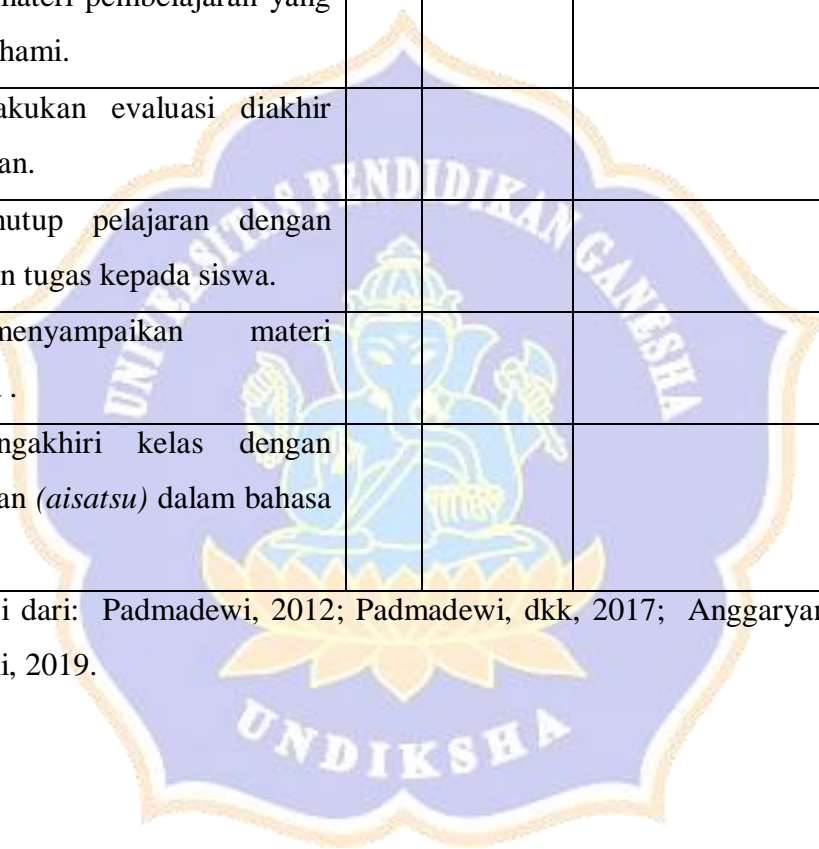 materi pembelajaran yang
hami.
akukan evaluasi diakhir
an.
nutup pelajaran dengan
n tugas kepada siswa.
menyampaikan materi
.
ngakhiri kelas dengan
an (aisatsu) dalam bahasa
i dari: Padmadewi, 2012; Padmadewi, dkk, 2017; Anggaryan
i, 2019.
UNIVERSITAS PENDIDIKAN GANESHA
UNDIKSHA